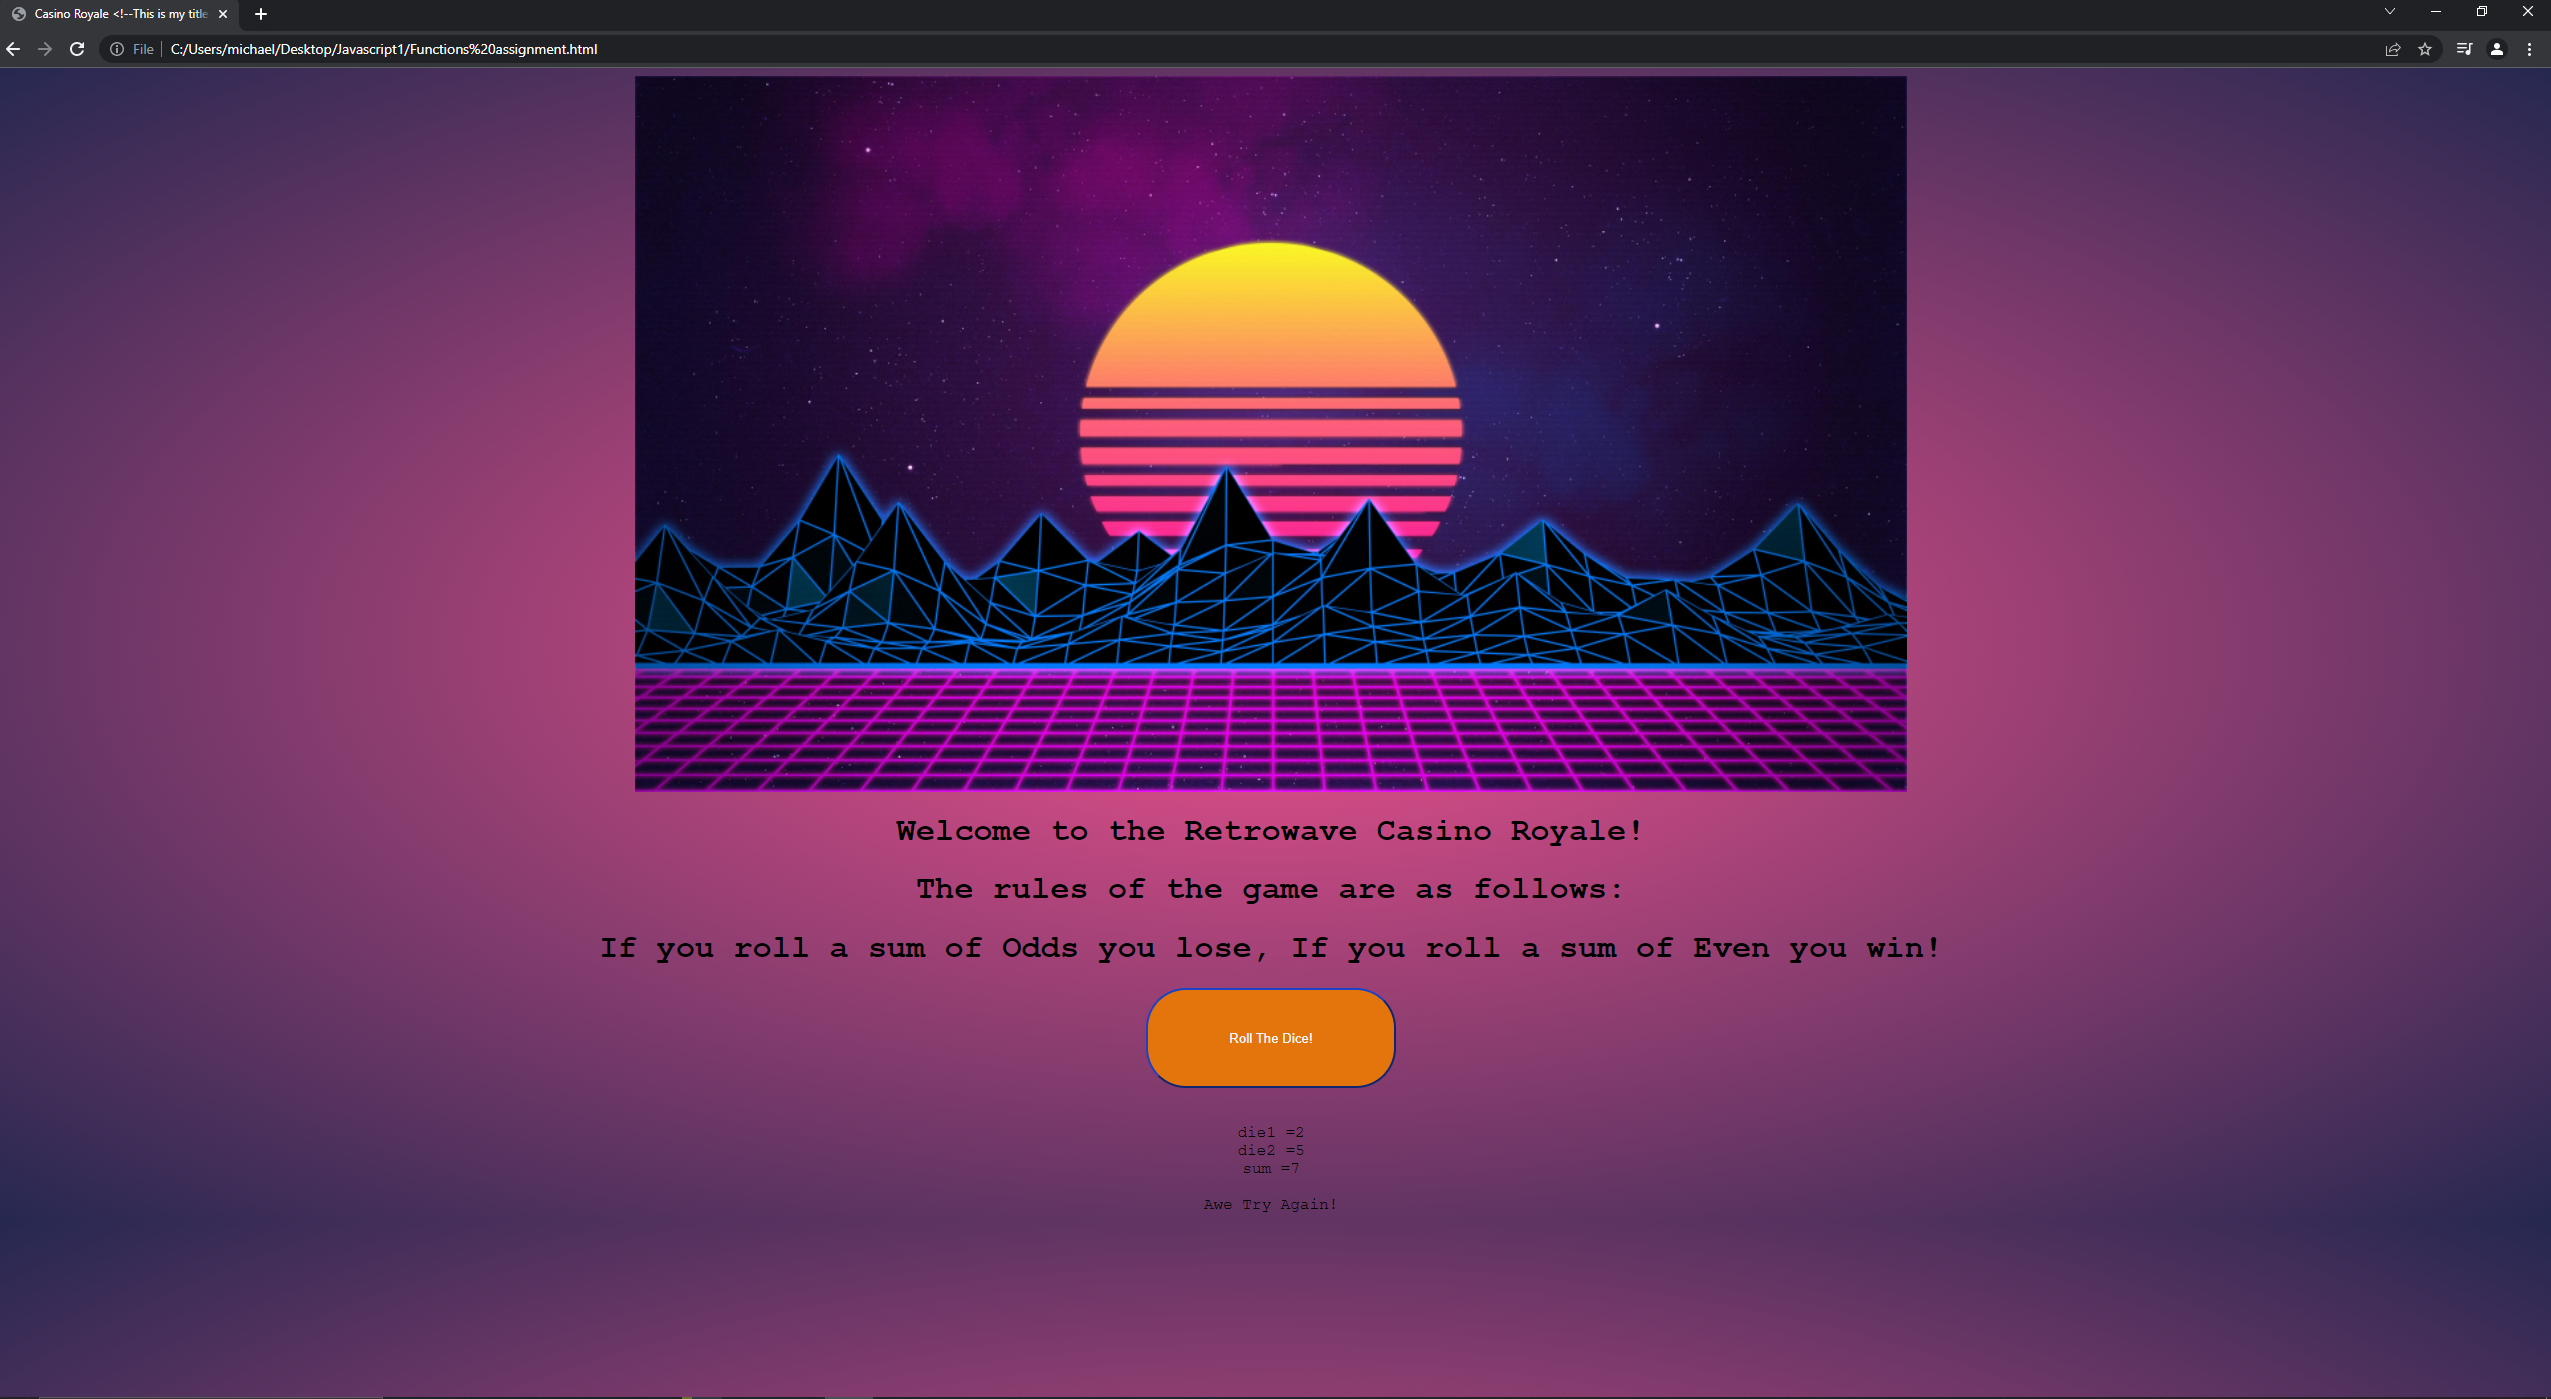 Casino Royale <!--This is my title
File
C:/Users/michael/Desktop/Javascript1/Functions%20assignment.html
Welcome to the Retrowave Casino Royale!
The rules of the game are as follows:
If you roll a sum of Odds you lose, If you roll a sum of Even you win!
Roll The Dice!
die1 =2
die2 =5
sum =7
Awe Try Again!